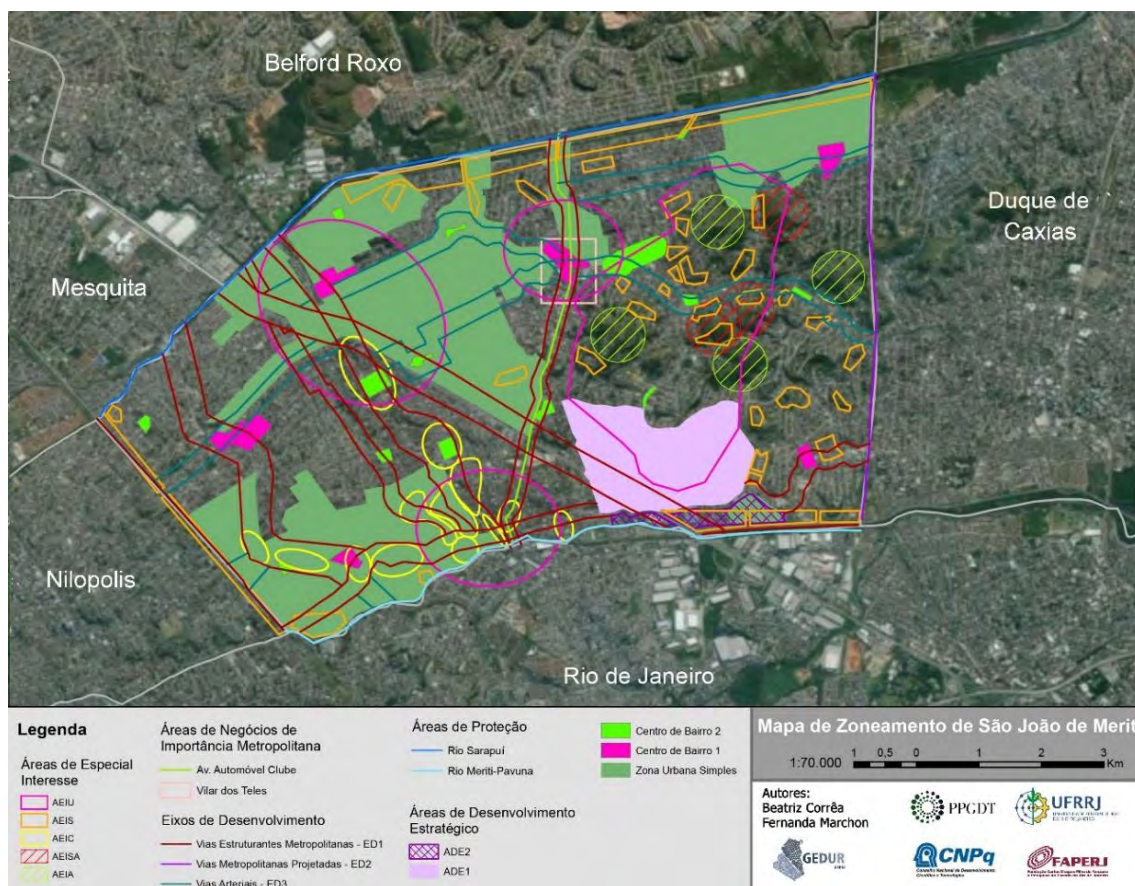 Belford Roxo
Duque de
Caxias
Mesquita
Nilopolis
Rio de Janeiro
Legenda
Áreas de Especial
Interesse
AEIU
AEIS
AEIC
AEISA
AEIA
Áreas de Negócios de
Importância Metropolitana
Av. Automóvel Clube
Vilar dos Teles
Eixos de Desenvolvimento
Vias Estruturantes Metropolitanas - ED1
Vias Metropolitanas Projetadas - ED2
Vias Arteriais - ED3
Áreas de Proteção
Rio Sarapuí
Rio Meriti-Pavuna
Áreas de Desenvolvimento
Estratégico
ADE2
ADE1
Centro de Bairro 2
Centro de Bairro 1
Zona Urbana Simples
Mapa de Zoneamento de São João de Merit
1:70.000
1 0.5 0 1 2 3
Km
Autores:
Beatriz Corrêa
Fernanda Marchon
PPGDT
UFRRJ
GEDUR
CNPq
FAPERJ